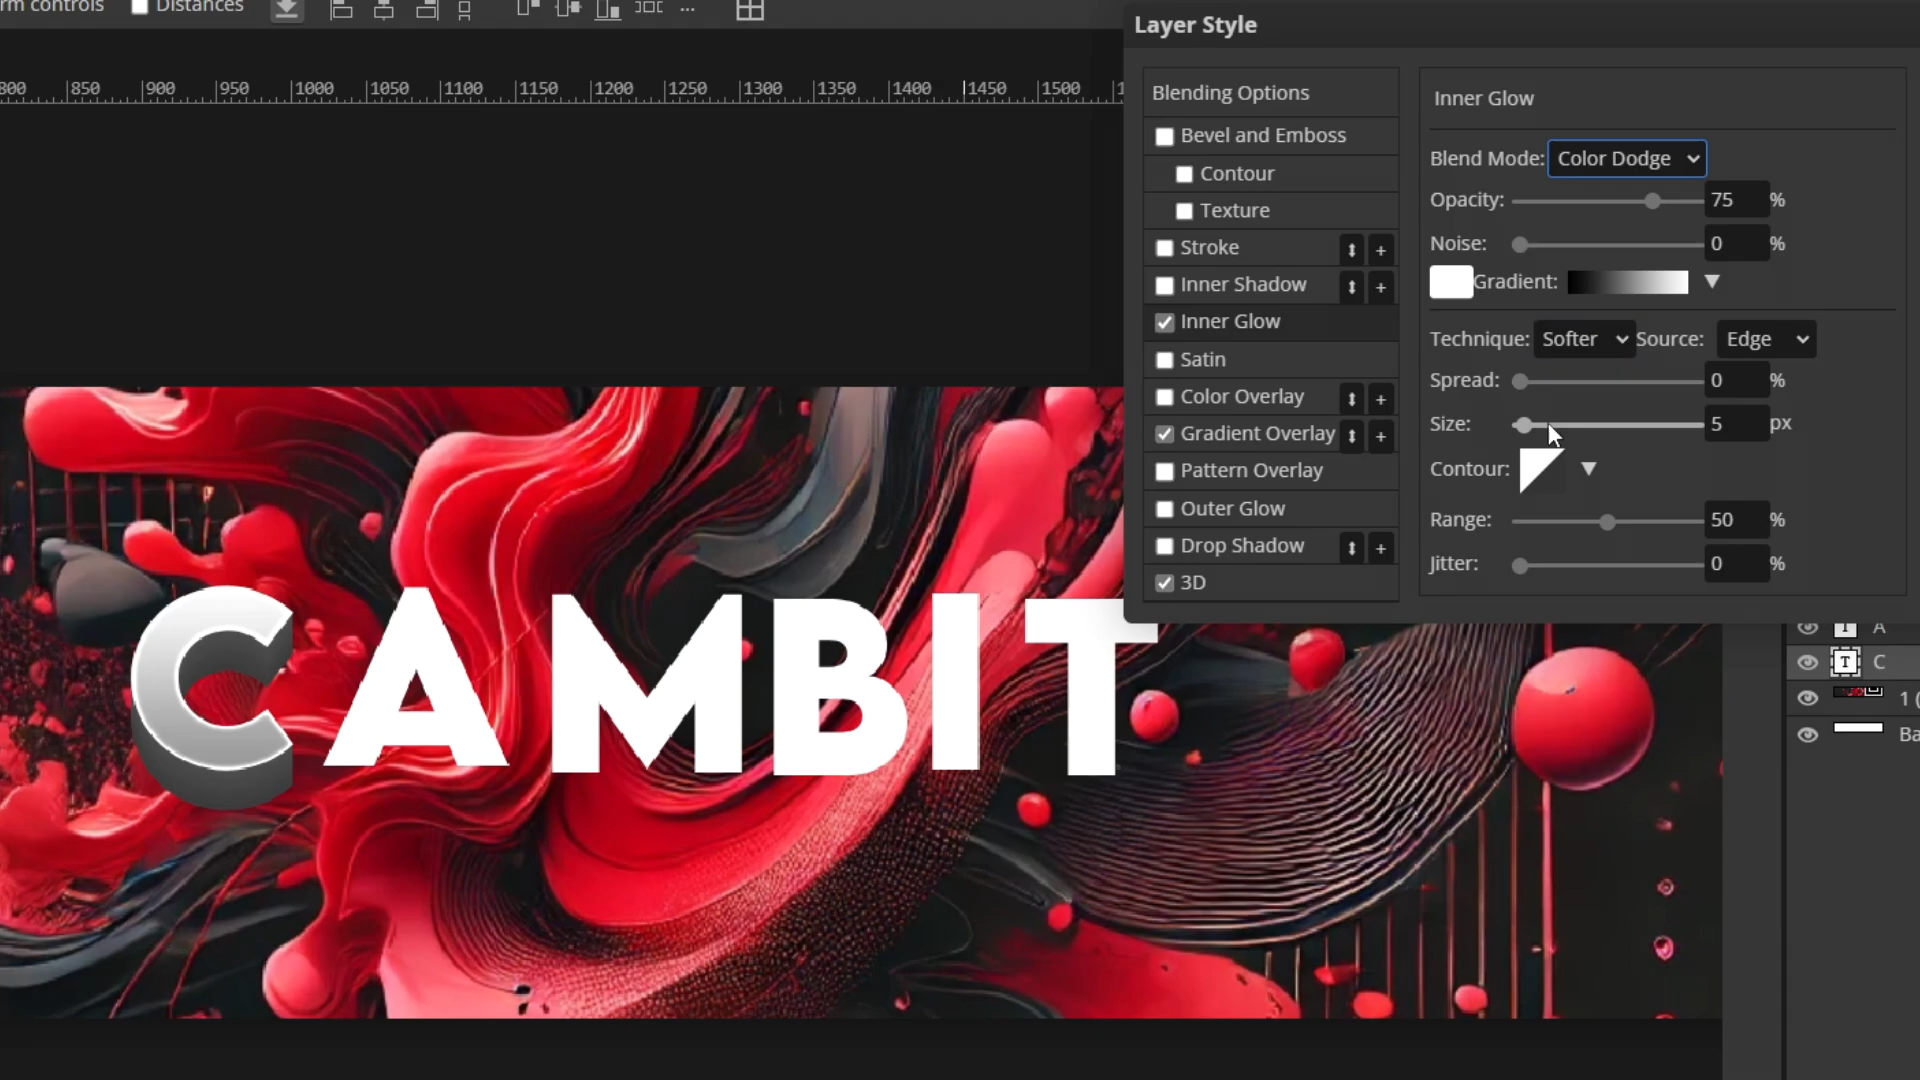 rm controls Distances
Layer Style
800 850 900 950 1000 1050 1100 1150 1200 1250 1300 1350 1400 1450 1500 1
Blending Options
Bevel and Emboss
Contour
Texture
Stroke
Inner Shadow
Inner Glow
Satin
Color Overlay
Gradient Overlay
Pattern Overlay
Outer Glow
Drop Shadow
3D
Inner Glow
Blend Mode: Color Dodge
Opacity: 75 %
Noise: 0 %
Gradient:
Technique: Softer Source: Edge
Spread: 0 %
Size: 5 px
Contour:
Range: 50 %
Jitter: 0 %
CAMBIT
T A
T C
1 (
Ba